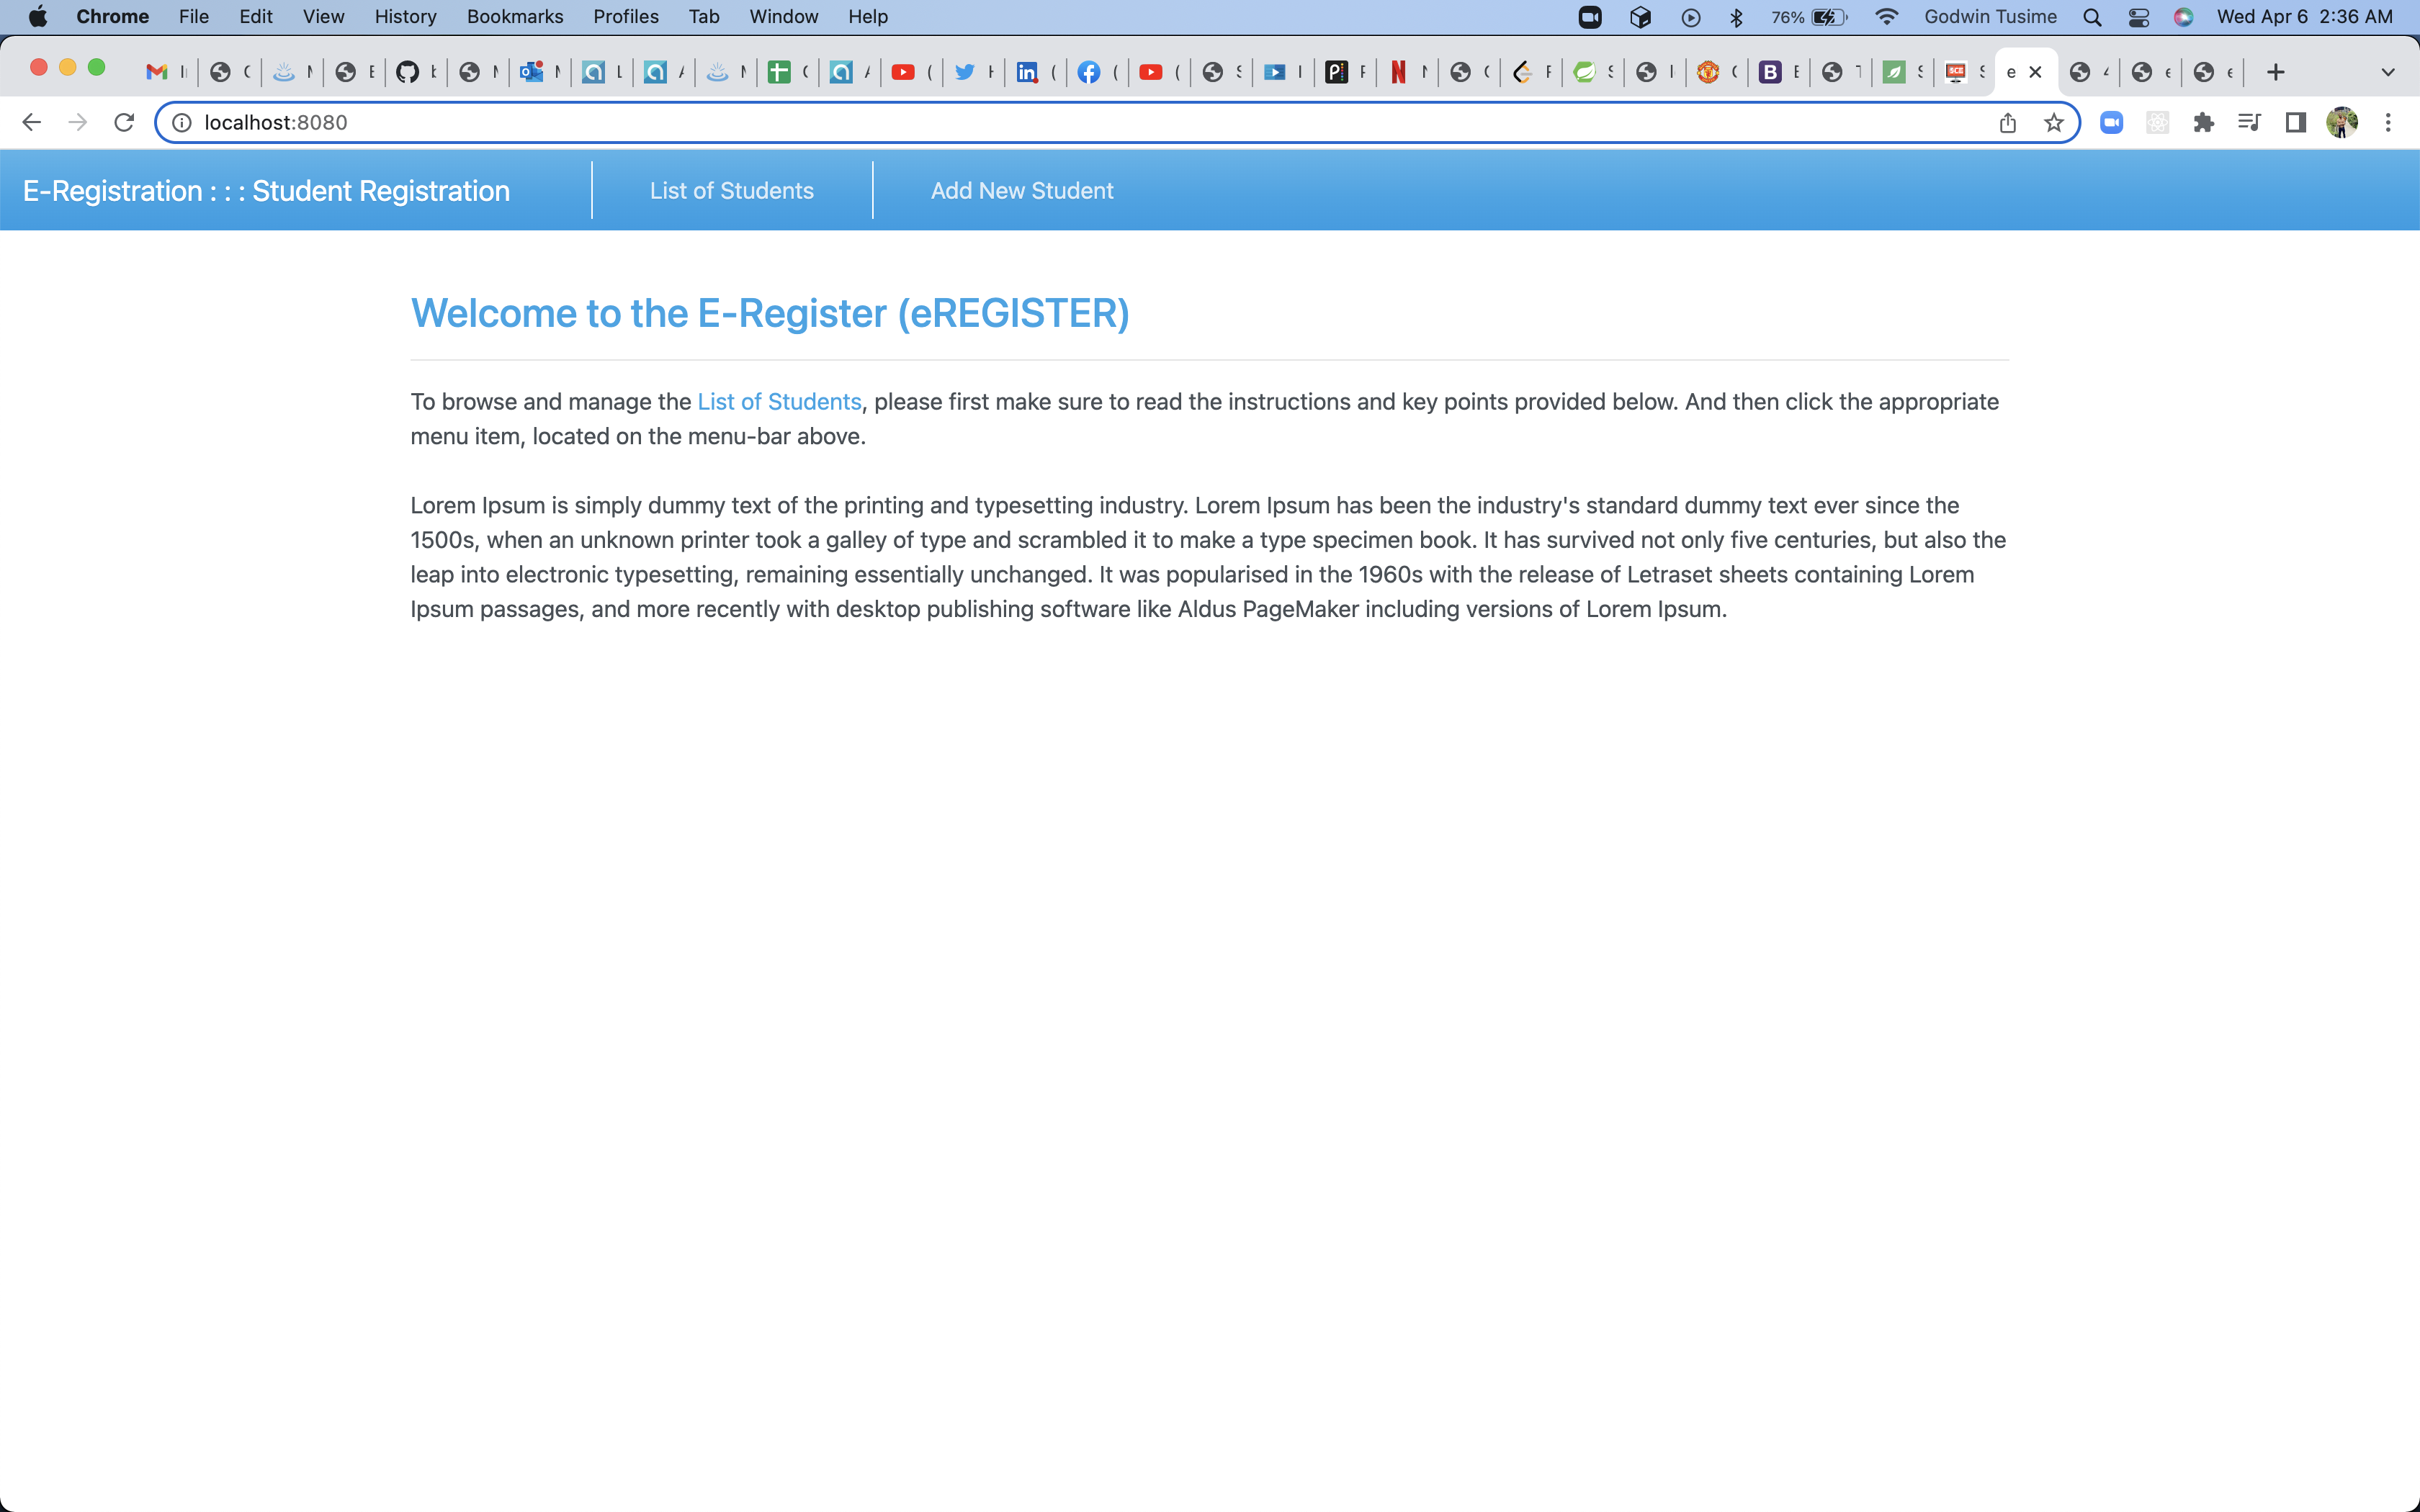 Chrome File Edit View History Bookmarks Profiles Tab Window Help 76% Godwin Tusime Wed Apr 6 2:36 AM
localhost:8080
E-Registration : : : Student Registration List of Students Add New Student
Welcome to the E-Register (eREGISTER)
To browse and manage the List of Students, please first make sure to read the instructions and key points provided below. And then click the appropriate
menu item, located on the menu-bar above.
Lorem Ipsum is simply dummy text of the printing and typesetting industry. Lorem Ipsum has been the industry's standard dummy text ever since the
1500s, when an unknown printer took a galley of type and scrambled it to make a type specimen book. It has survived not only five centuries, but also the
leap into electronic typesetting, remaining essentially unchanged. It was popularised in the 1960s with the release of Letraset sheets containing Lorem
Ipsum passages, and more recently with desktop publishing software like Aldus PageMaker including versions of Lorem Ipsum.